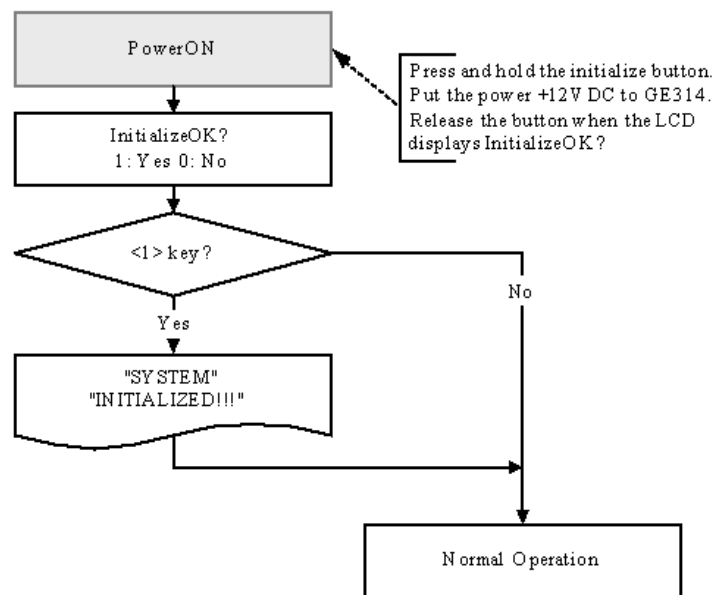 PowerON
Press and hold the initialize button.
Put the power +12V DC to GE314.
Release the button when the LCD
displays InitializeOK?
InitializeOK?
1: Yes 0: No
<1> key?
No
Yes
"SYSTEM"
"INITIALIZED!!!"
Normal Operation